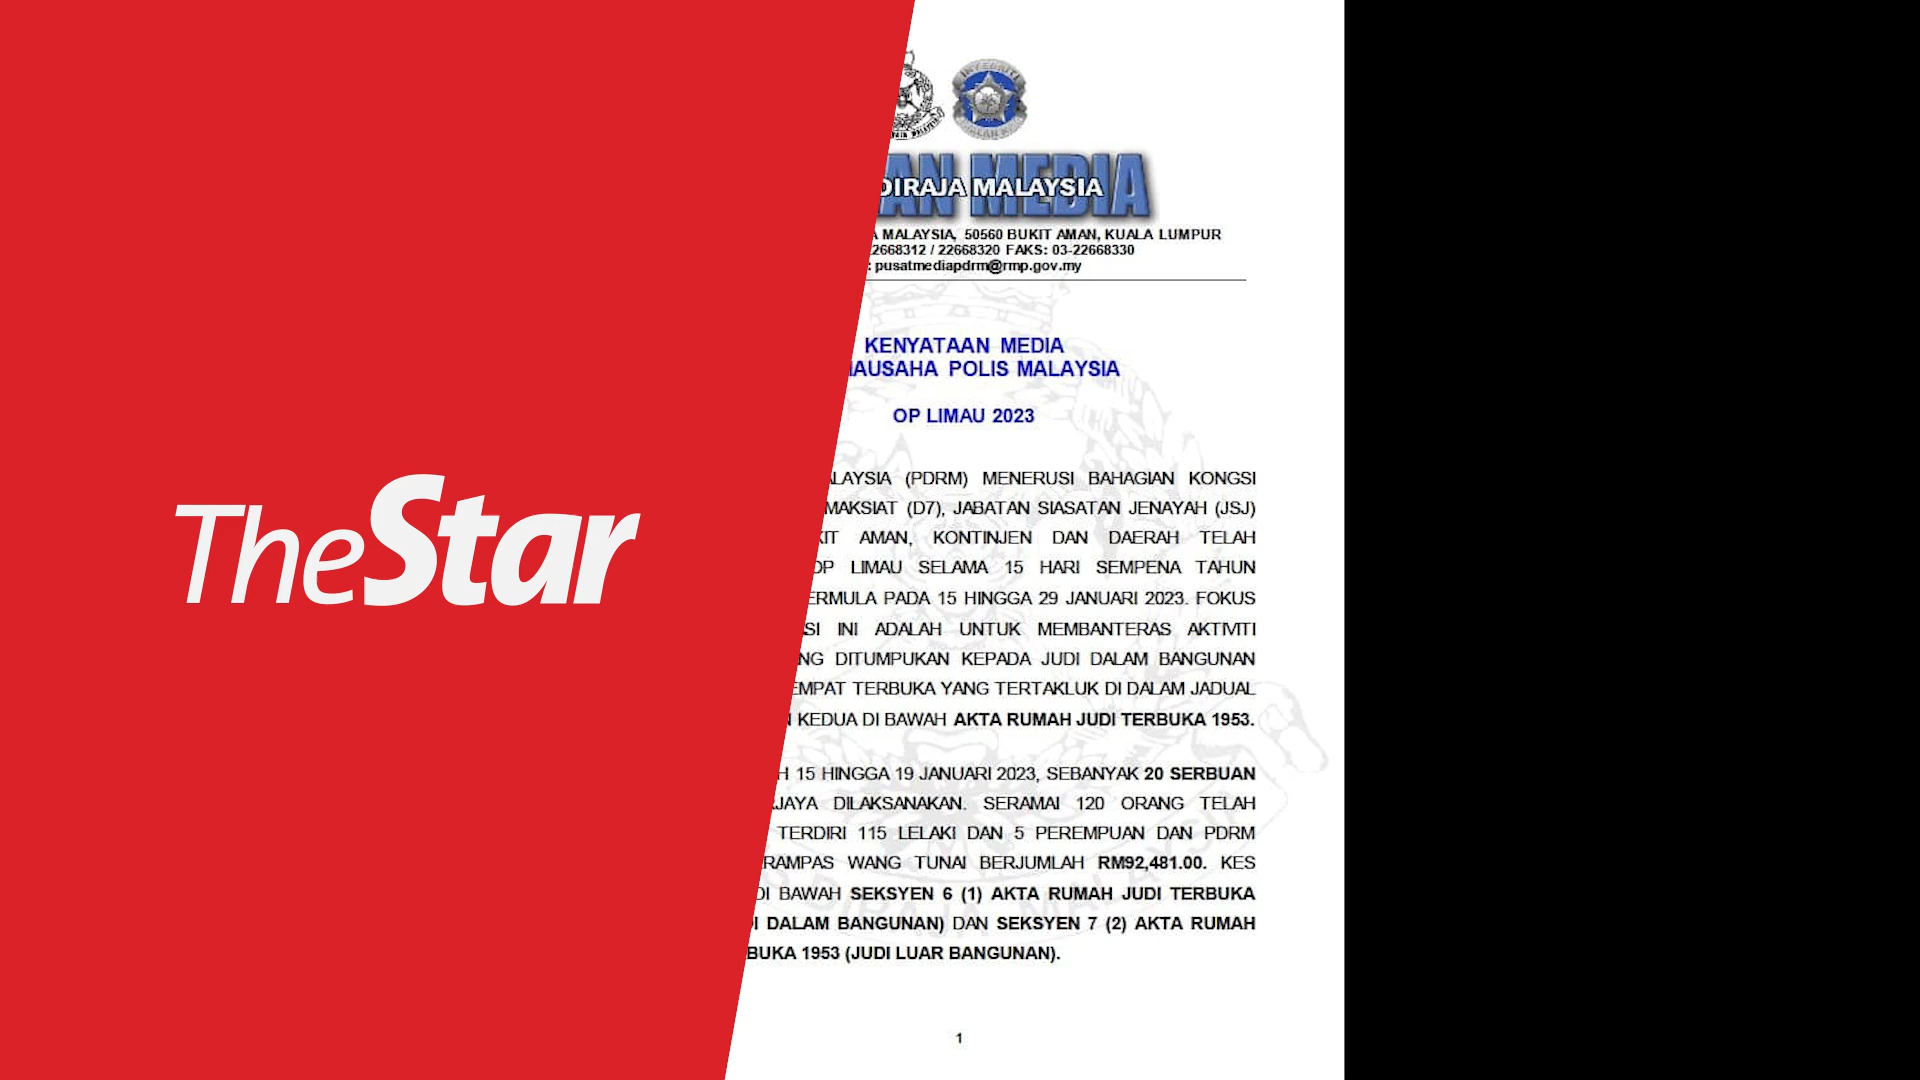 TheStar
INTEGRITI
AN MEDIA
DIRAJA MALAYSIA
MALAYSIA, 50560 BUKIT AMAN, KUALA LUMPUR
2668312 / 22668320 FAKS: 03-22668330
: pusatmediapdrm@rmp.gov.my
KENYATAAN MEDIA
IAUSAHA POLIS MALAYSIA
OP LIMAU 2023
LAYSIA (PDRM) MENERUSI BAHAGIAN KONGSI
MAKSIAT (D7), JABATAN SIASATAN JENAYAH (JSJ)
KIT AMAN, KONTINJEN DAN DAERAH TELAH
OP LIMAU SELAMA 15 HARI SEMPENA TAHUN
ERMULA PADA 15 HINGGA 29 JANUARI 2023. FOKUS
SI INI ADALAH UNTUK MEMBANTERAS AKTIVITI
NG DITUMPUKAN KEPADA JUDI DALAM BANGUNAN
EMPAT TERBUKA YANG TERTAKLUK DI DALAM JADUAL
N KEDUA DI BAWAH AKTA RUMAH JUDI TERBUKA 1953.
H 15 HINGGA 19 JANUARI 2023, SEBANYAK 20 SERBUAN
JAYA DILAKSANAKAN. SERAMAI 120 ORANG TELAH
TERDIRI 115 LELAKI DAN 5 PEREMPUAN DAN PDRM
RAMPAS WANG TUNAI BERJUMLAH RM92,481.00. KES
DI BAWAH SEKSYEN 6 (1) AKTA RUMAH JUDI TERBUKA
I DALAM BANGUNAN) DAN SEKSYEN 7 (2) AKTA RUMAH
BUKA 1953 (JUDI LUAR BANGUNAN).
1